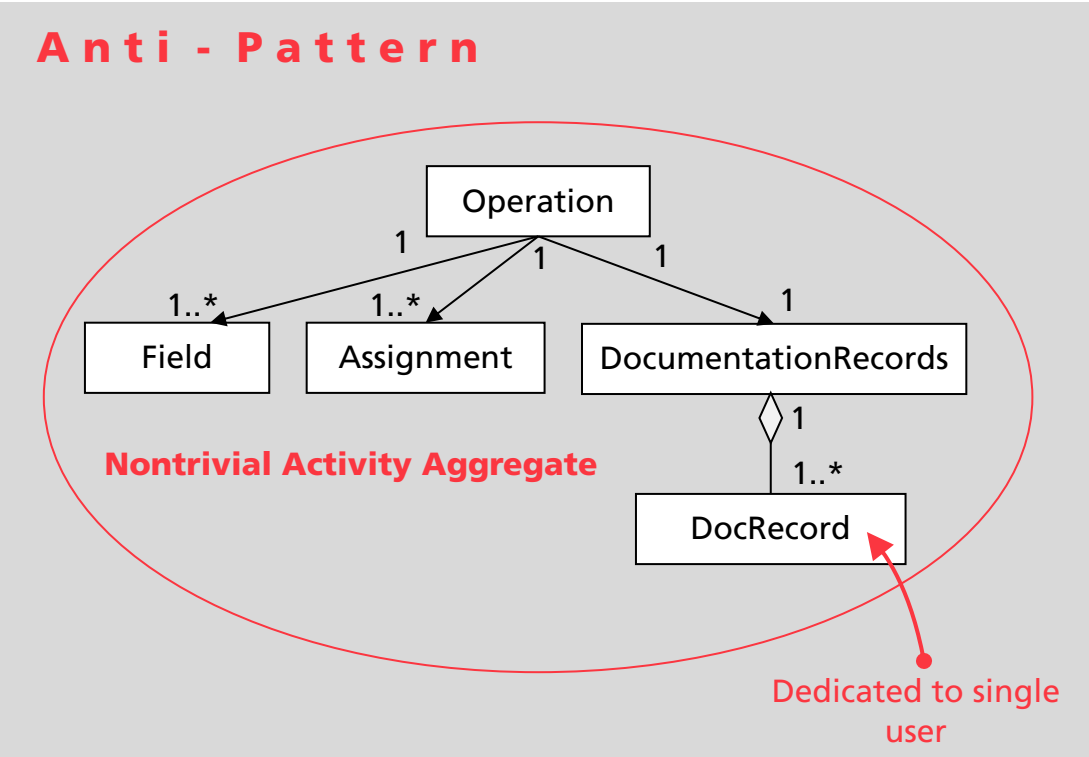 Anti-Pattern
Operation
1
1
1
1..*
1..*
1
Field
Assignment
DocumentationRecords
1
Nontrivial Activity Aggregate
1..*
DocRecord
Dedicated to single
user